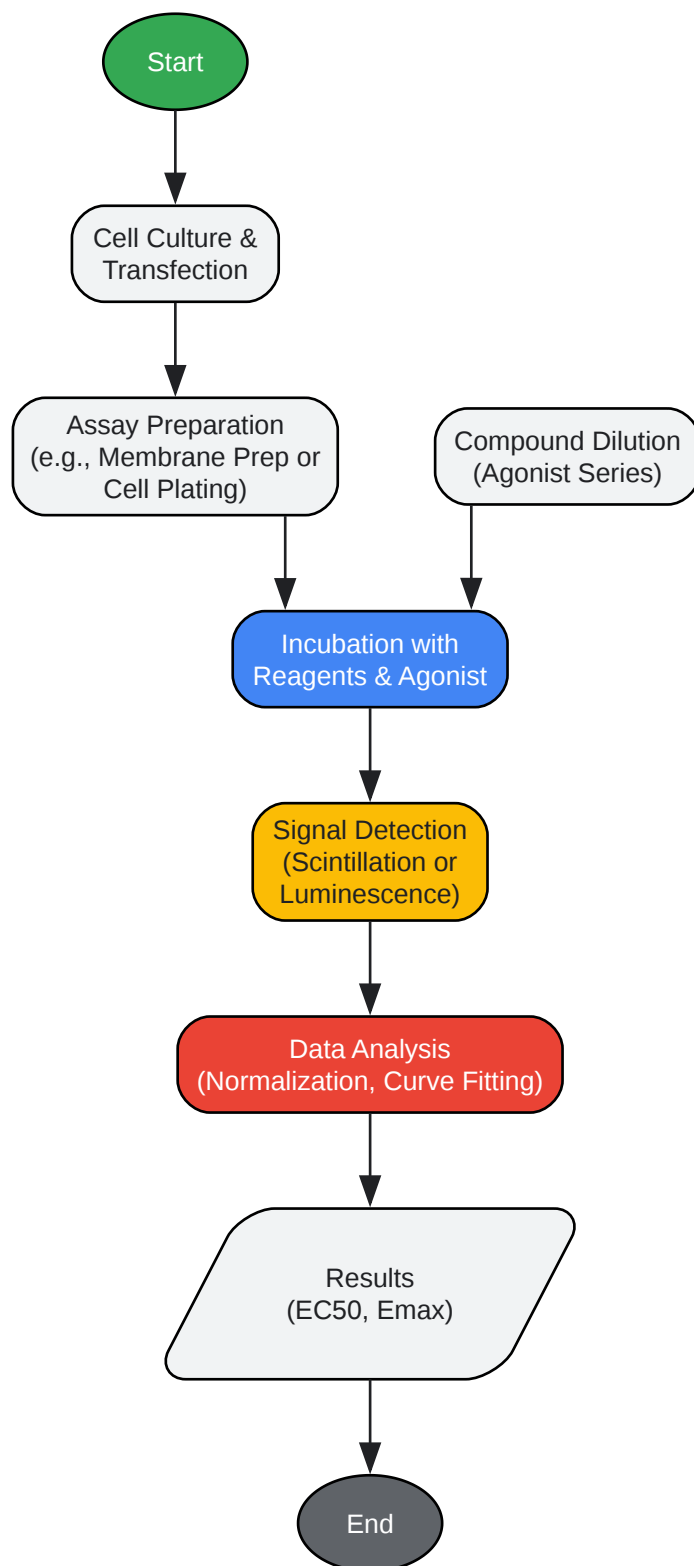 Start
Cell Culture &
Transfection
Assay Preparation
(e.g., Membrane Prep or
Cell Plating)
Compound Dilution
(Agonist Series)
Incubation with
Reagents & Agonist
Signal Detection
(Scintillation or
Luminescence)
Data Analysis
(Normalization, Curve Fitting)
Results
(EC50, Emax)
End